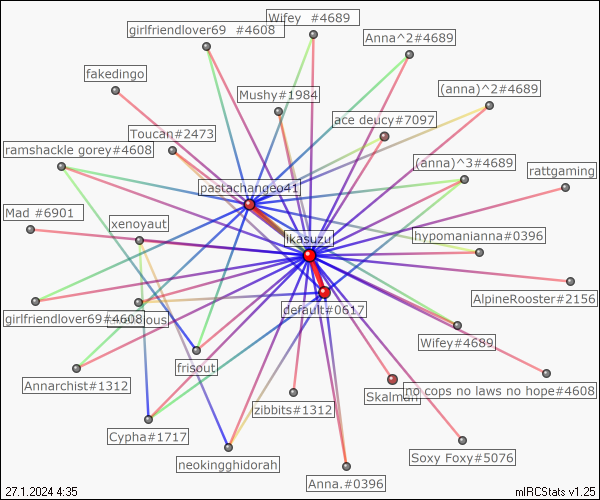 Wifey  #4689
girlfriendlover69  #4608
Anna^2#4689
fakedingo
Mushy#1984
(anna)^2#4689
ace deucy#7097
Toucan#2473
ramshackle gorey#4608
(anna)^3#4689
rattgaming
pastachangeo41
Mad #6901
xenoyaut
likasuzu
hypomanianna#0396
AlpineRooster#2156
default#0617
girlfriendlover69#4608
ous
Wifey#4689
frisout
Annarchist#1312
Skalman
no cops no laws no hope#4608
zibbits#1312
Cypha#1717
neokingghidorah
Soxy Foxy#5076
Anna.#0396
27.1.2024 4:35
mIRCStats v1.25